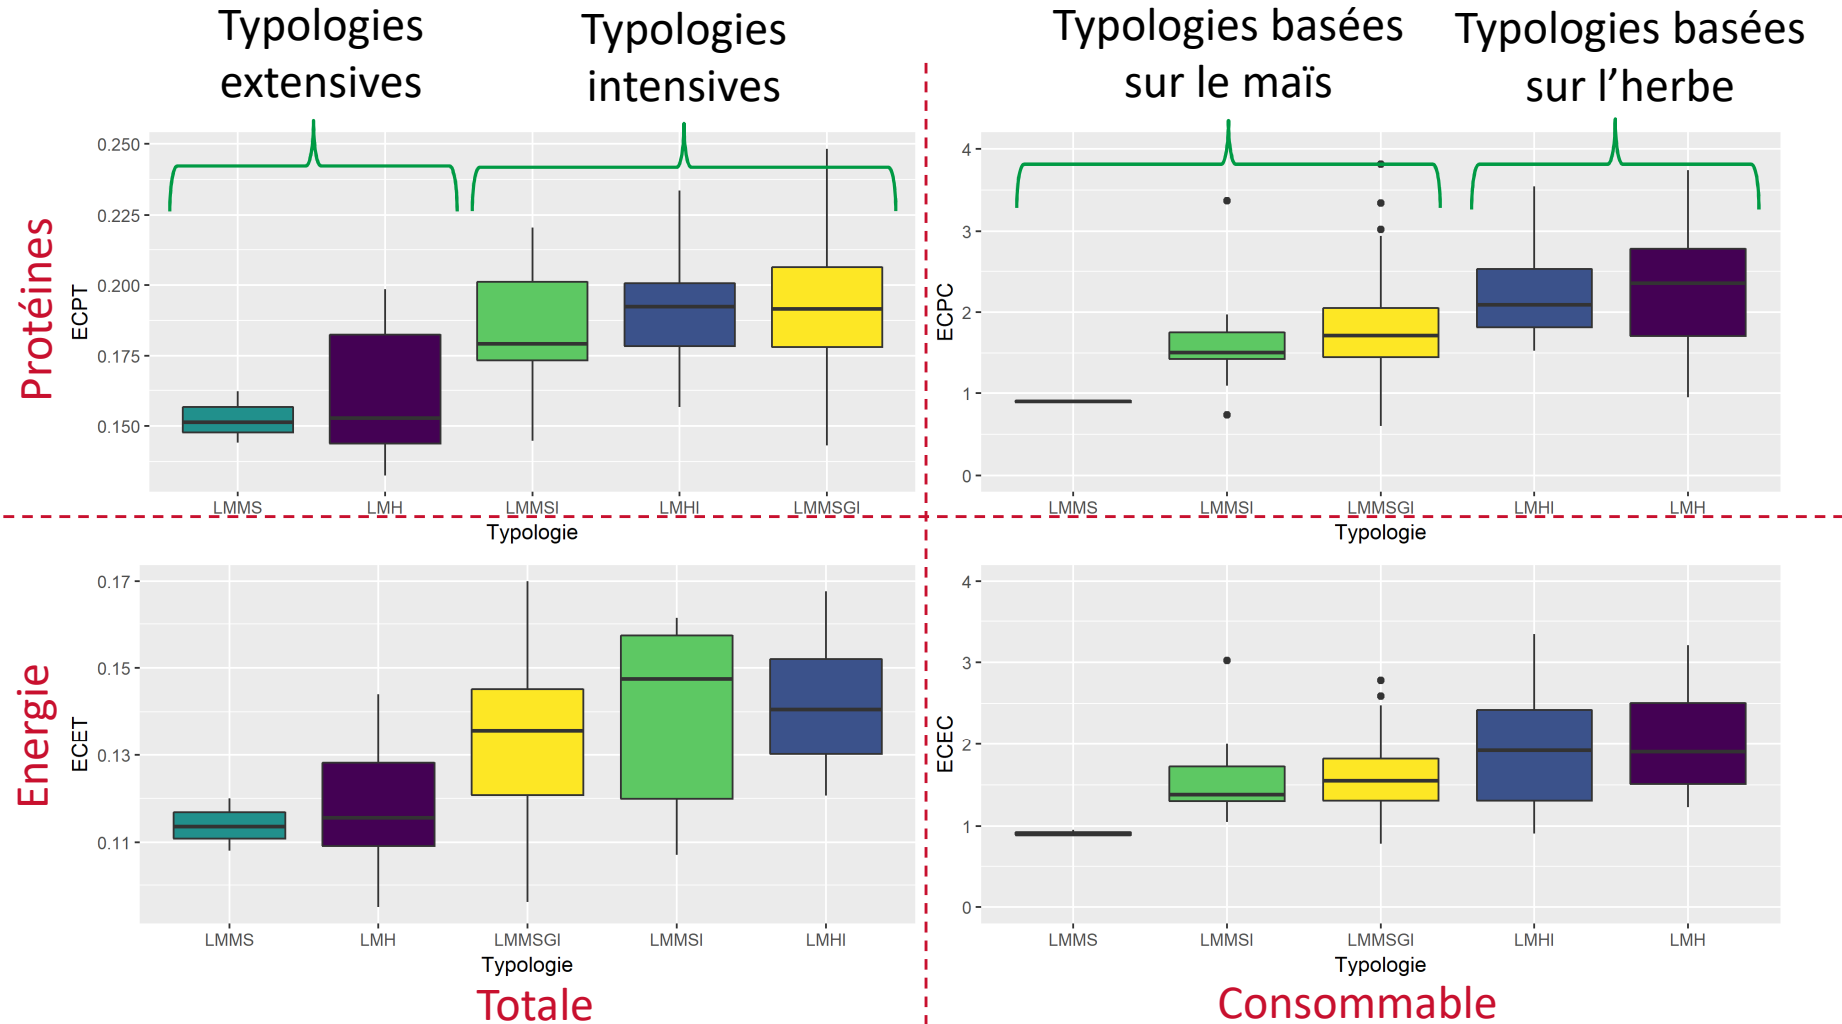 Typologies
extensives
Typologies
intensives
Typologies basées
sur le maïs
Typologies basées
sur l’herbe
Protéines
ECPT
0.250
0.225
0.200
0.175
0.150
LMMS
LMH
LMMSI
LMHI
LMMSGI
Typologie
ECPC
4
3
2
1
0
LMMS
LMMSI
LMMSGI
LMHI
LMH
Typologie
Energie
ECET
0.17
0.15
0.13
0.11
LMMS
LMH
LMMSGI
LMMSI
LMHI
Typologie
Totale
ECEC
4
3
2
1
0
LMMS
LMMSI
LMMSGI
LMHI
LMH
Typologie
Consommable